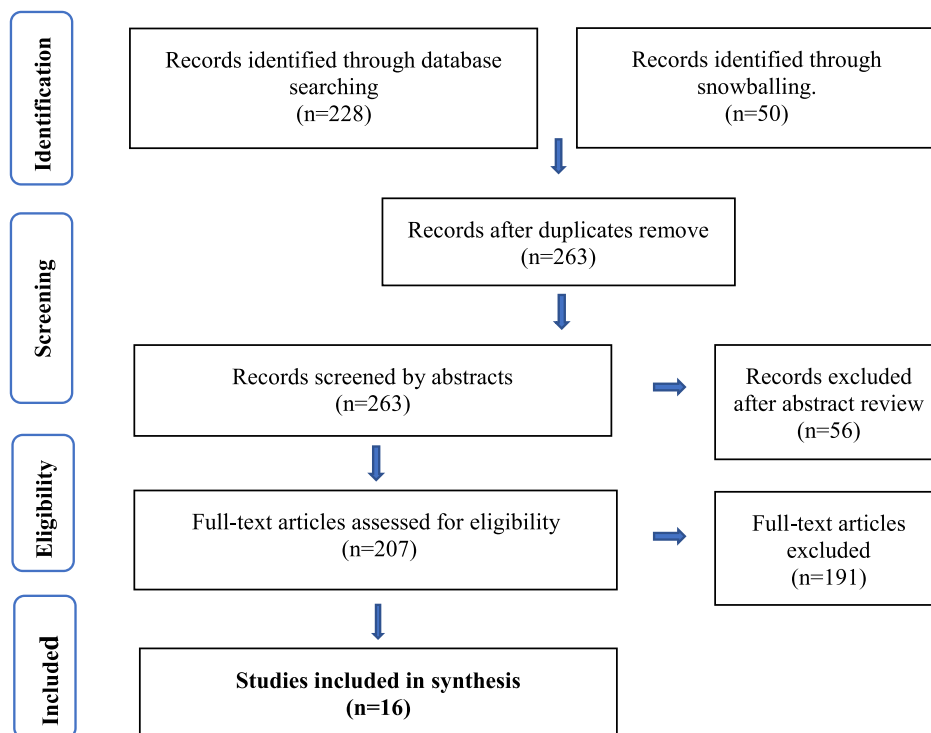 Identification
Records identified through database
searching
(n=228)
Records identified through
snowballing.
(n=50)
Screening
Records after duplicates remove
(n=263)
Records screened by abstracts
(n=263)
Records excluded
after abstract review
(n=56)
Eligibility
Full-text articles assessed for eligibility
(n=207)
Full-text articles
excluded
(n=191)
Included
Studies included in synthesis
(n=16)